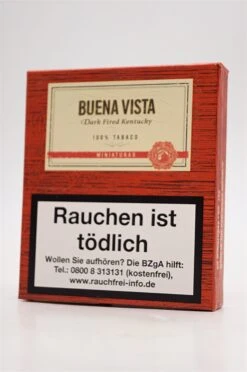 BUENA VISTA
Dark Fired Kentucky
100% TABACO
MINIATURAS
Rauchen ist
tödlich
Wollen Sie aufhören? Die BZgA hilft:
Tel.: 0800 8 313131 (kostenfrei),
www.rauchfrei-info.de